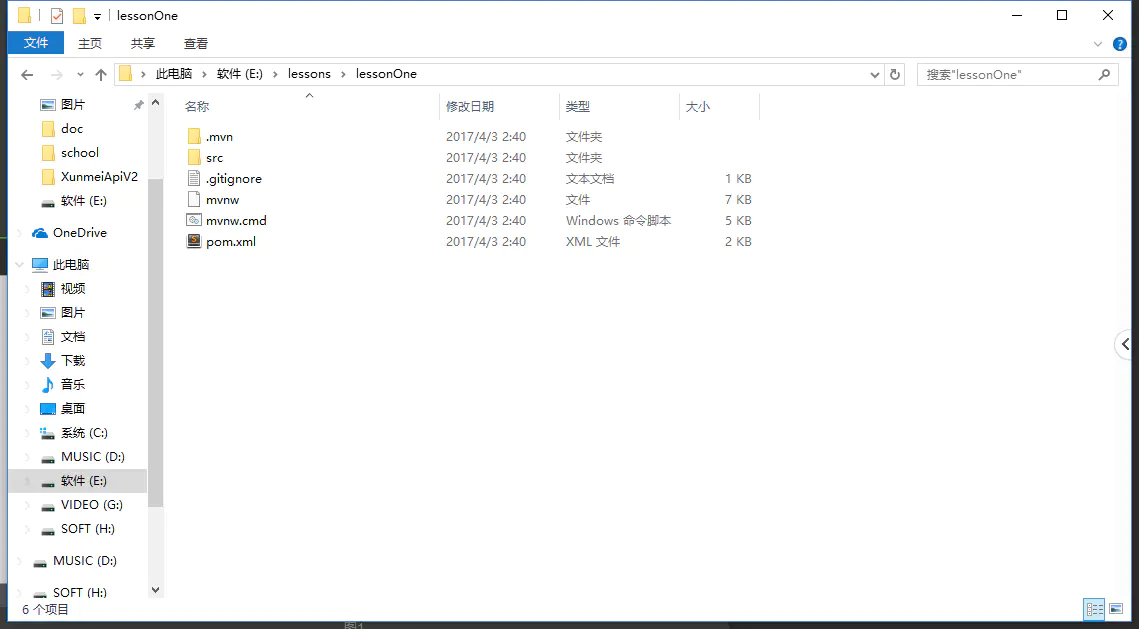 lessonOne
文件 主页 共享 查看
此电脑 软件 (E:) lessons lessonOne
搜索"lessonOne"
名称 修改日期 类型 大小
.mvn 2017/4/3 2:40 文件夹
src 2017/4/3 2:40 文件夹
.gitignore 2017/4/3 2:40 文本文档 1 KB
mvnw 2017/4/3 2:40 文件 7 KB
mvnw.cmd 2017/4/3 2:40 Windows 命令脚本 5 KB
pom.xml 2017/4/3 2:40 XML 文件 2 KB
图片
doc
school
XunmeiApiV2
软件 (E:)
OneDrive
此电脑
视频
图片
文档
下载
音乐
桌面
系统 (C:)
MUSIC (D:)
软件 (E:)
VIDEO (G:)
SOFT (H:)
MUSIC (D:)
SOFT (H:)
6 个项目
图1